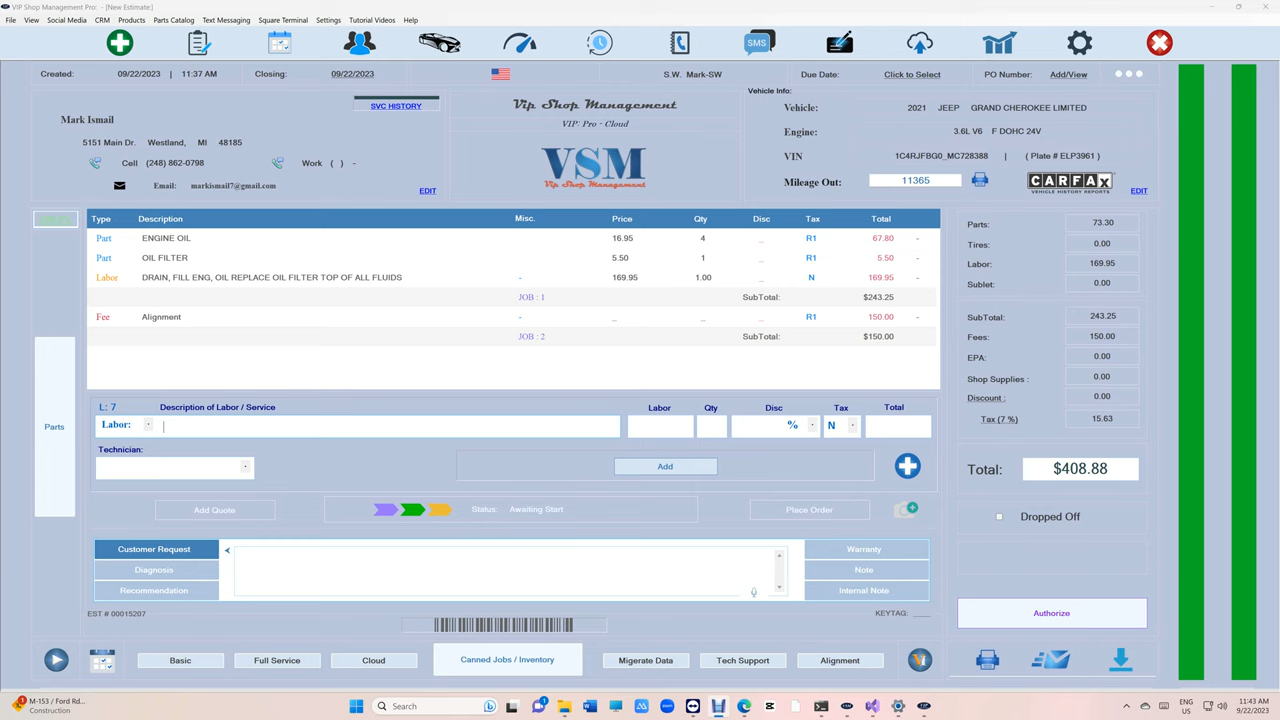 VIP Shop Management Pro: - [New Estimate:]
File View Social Media CRM Products Parts Catalog Text Messaging Square Terminal Settings Tutorial Videos Help
SMS
Created: 09/22/2023 | 11:37 AM Closing: 09/22/2023 S.W. Mark-SW Due Date: Click to Select PO Number: Add/View
SVC HISTORY
Mark Ismail
5151 Main Dr. Westland, MI 48185
Cell (248) 862-0798 Work ( ) -
Email: markismail7@gmail.com
EDIT
Vip Shop Management
VIP: Pro - Cloud
VSM
Vip Shop Management
Vehicle Info:
Vehicle: 2021 JEEP GRAND CHEROKEE LIMITED
Engine: 3.6L V6 F DOHC 24V
VIN 1C4RJFBG0_MC728388 | ( Plate # ELP3961 )
Mileage Out: 11365 CARFAX
VEHICLE HISTORY REPORTS
EDIT
Type Description Misc. Price Qty Disc Tax Total
Part ENGINE OIL 16.95 4 _ R1 67.80 -
Part OIL FILTER 5.50 1 _ R1 5.50 -
Labor DRAIN, FILL ENG, OIL REPLACE OIL FILTER TOP OF ALL FLUIDS - 169.95 1.00 _ N 169.95 -
JOB : 1 SubTotal: $243.25
Fee Alignment - _ _ _ R1 150.00 -
JOB : 2 SubTotal: $150.00
Parts
L: 7 Description of Labor / Service Labor Qty Disc Tax Total
Labor: % N
Technician:
Add
Add Quote Status: Awaiting Start Place Order
Customer Request
Diagnosis
Recommendation
Warranty
Note
Internal Note
EST # 00015207 KEYTAG: ____
Parts: 73.30
Tires: 0.00
Labor: 169.95
Sublet: 0.00
SubTotal: 243.25
Fees: 150.00
EPA: 0.00
Shop Supplies : 0.00
Discount : 0.00
Tax (7 %) 15.63
Total: $408.88
Dropped Off
Authorize
Basic Full Service Cloud Canned Jobs / Inventory Migerate Data Tech Support Alignment
M-153 / Ford Rd...
Construction
Search
ENG
US
11:43 AM
9/22/2023